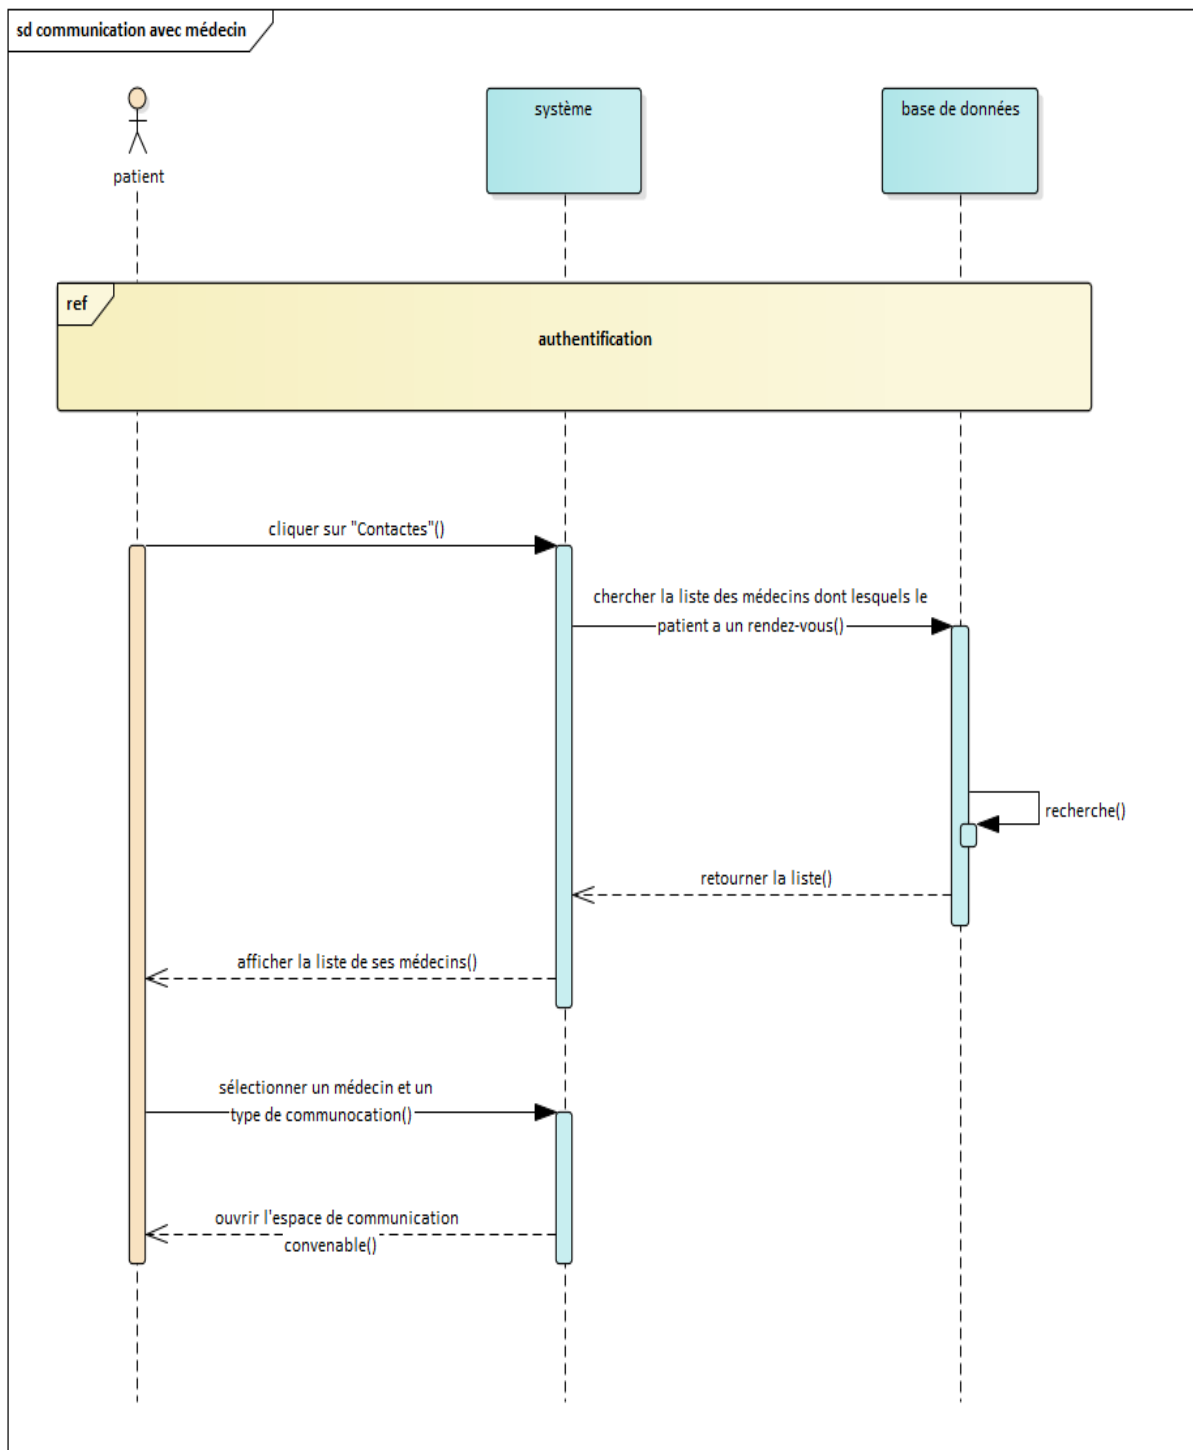 sd communication avec médecin
patient
système
base de données
ref
authentification
cliquer sur "Contactes"()
chercher la liste des médecins dont lesquels le
patient a un rendez-vous()
recherche()
retourner la liste()
afficher la liste de ses médecins()
sélectionner un médecin et un
type de communocation()
ouvrir l'espace de communication
convenable()